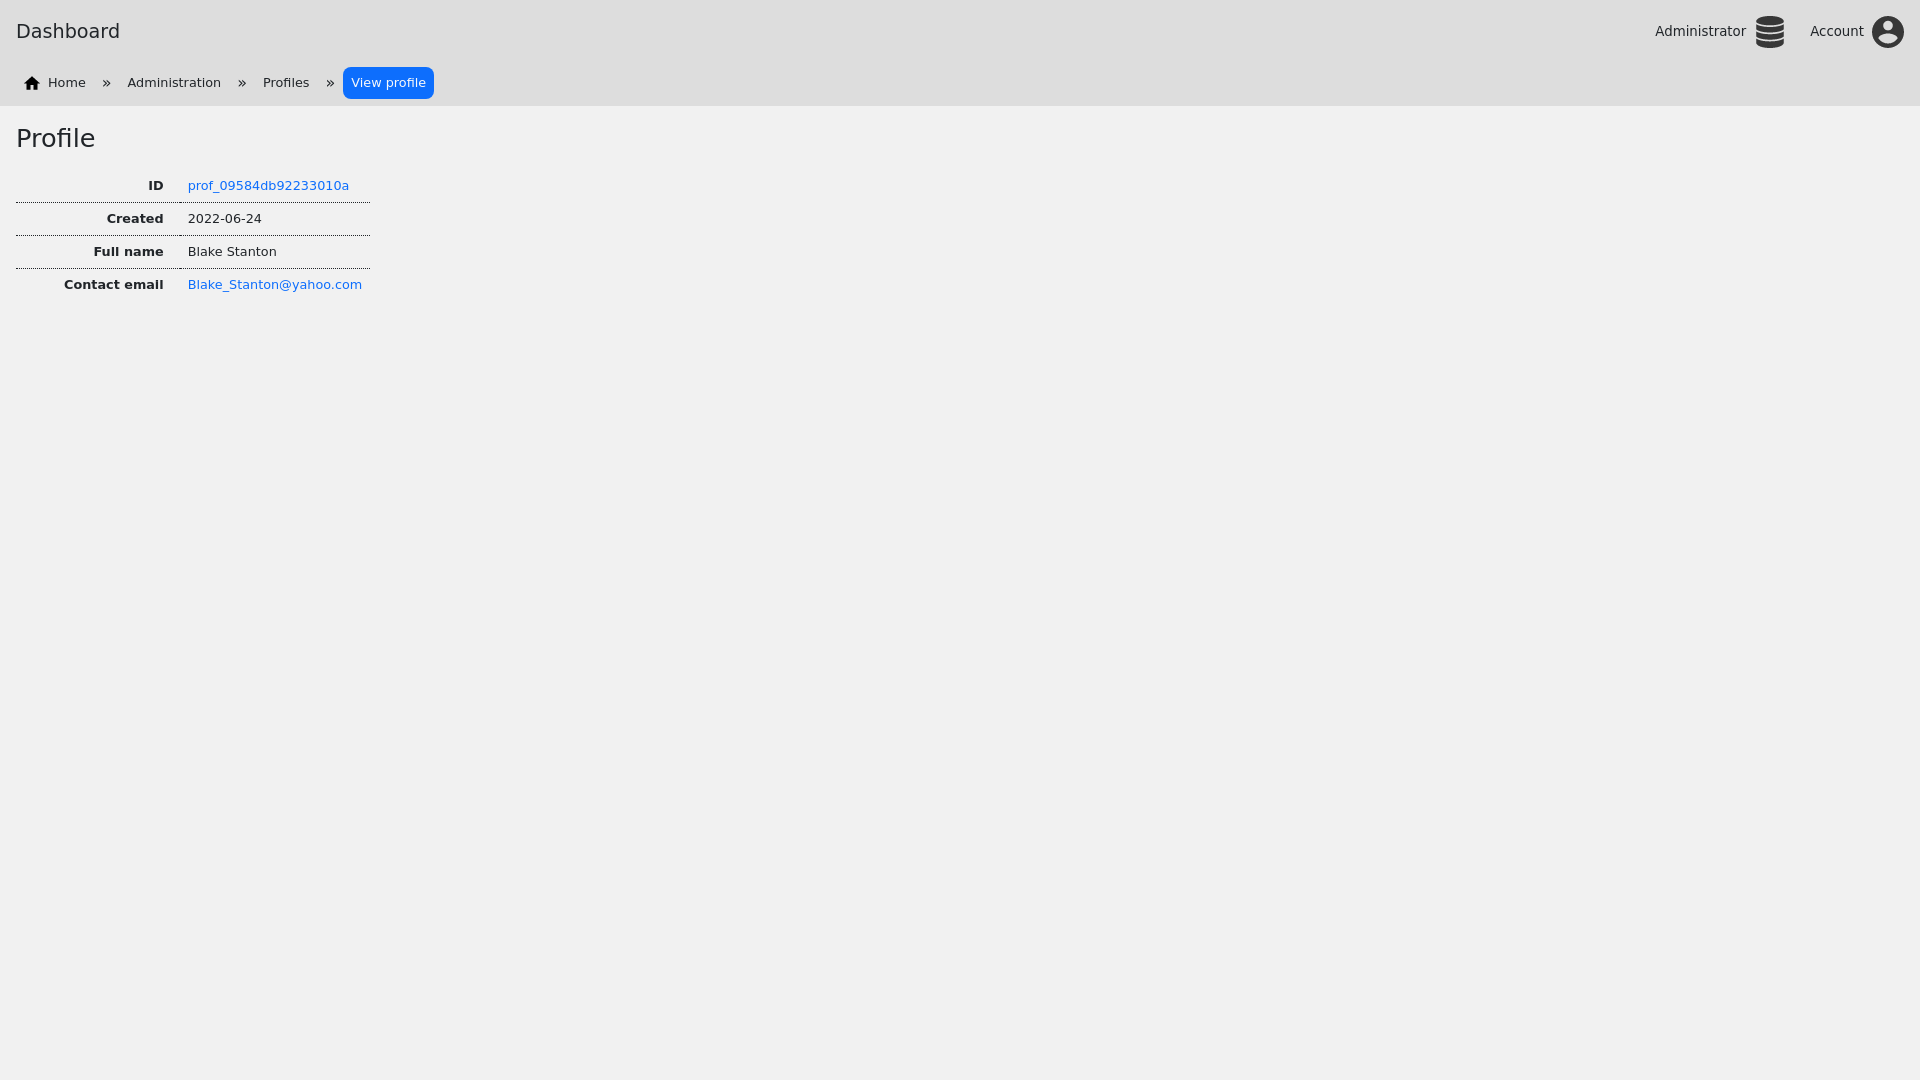 Dashboard
Administrator
Account
Home » Administration » Profiles » View profile
Profile
ID prof_09584db92233010a
Created 2022-06-24
Full name Blake Stanton
Contact email Blake_Stanton@yahoo.com